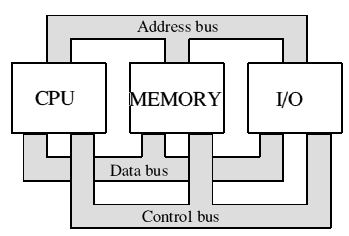 Address bus
CPU MEMORY I/O
Data bus
Control bus